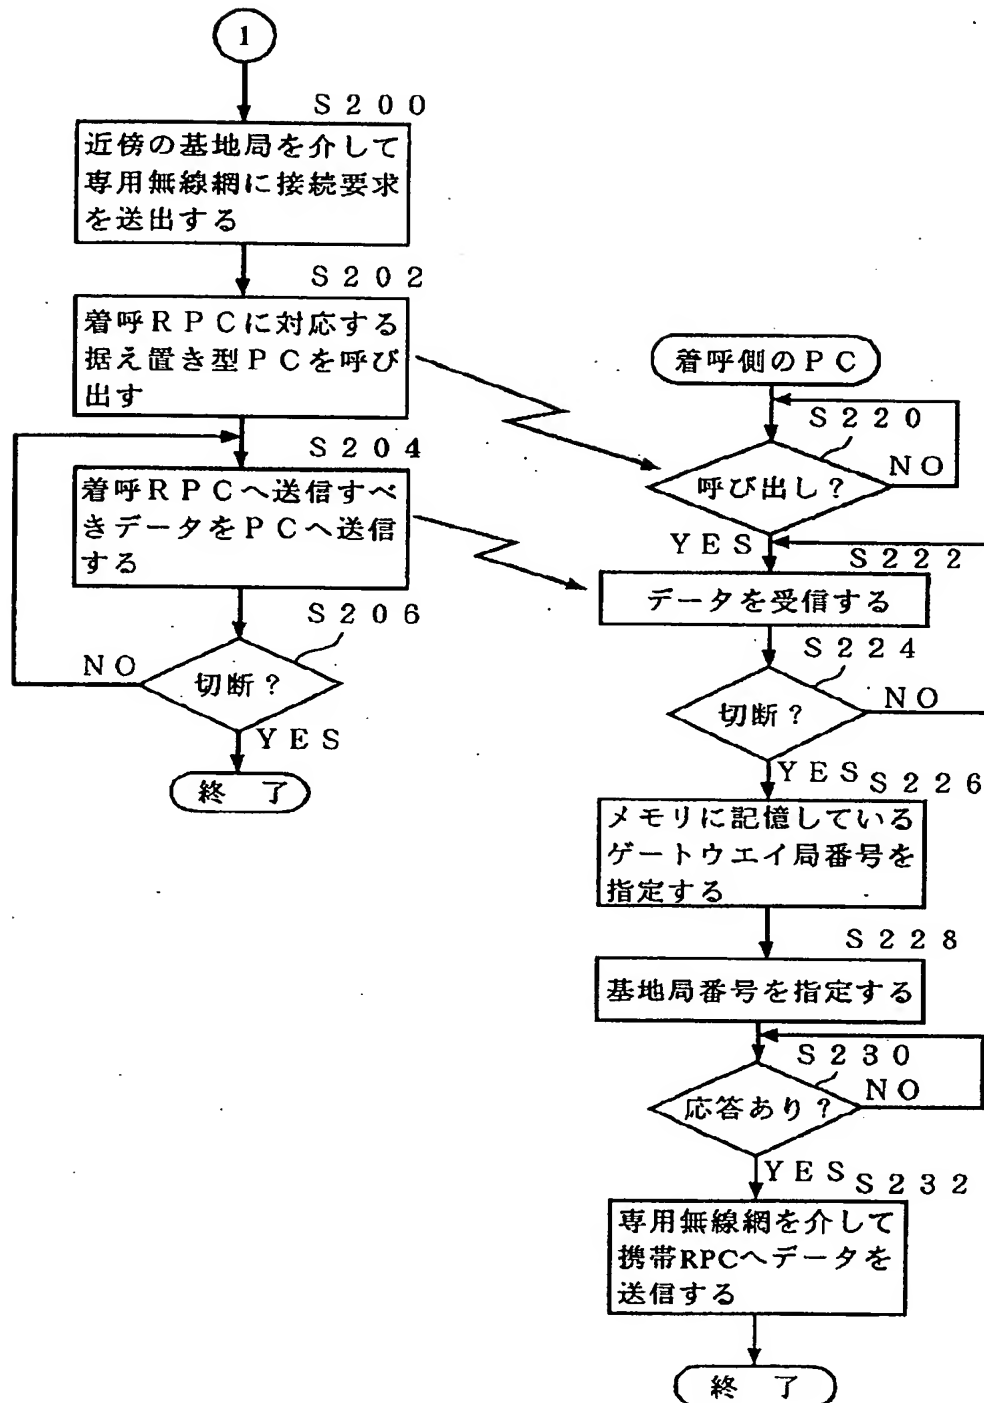 1
S200
近傍の基地局を介して
専用無線網に接続要求
を送出する
S202
着呼RPCに対応する
据え置き型PCを呼び
出す
S204
着呼RPCへ送信すべ
きデータをPCへ送信
する
S206
切断?
NO
YES
終 了
着呼側のPC
S220
呼び出し?
NO
YES
S222
データを受信する
S224
切断?
NO
YES
S226
メモリに記憶している
ゲートウエイ局番号を
指定する
S228
基地局番号を指定する
S230
応答あり?
NO
YES
S232
専用無線網を介して
携帯RPCへデータを
送信する
終 了